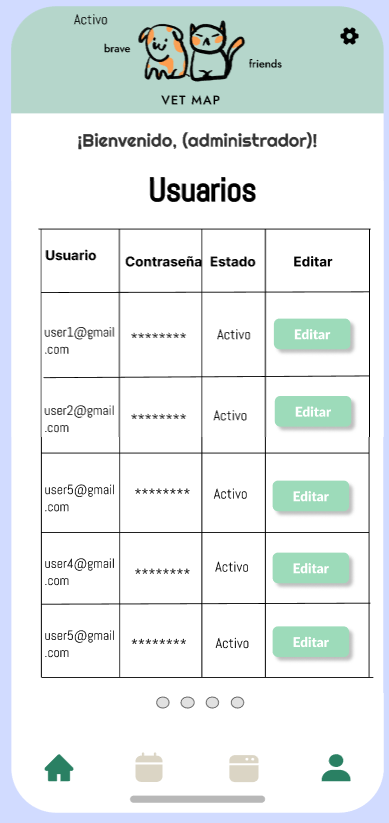 Activo
brave
friends
VET MAP
¡Bienvenido, (administrador)!
Usuarios
Usuario Contraseña Estado Editar
user1@gmail
.com
******** Activo Editar
user2@gmail
.com
******** Activo Editar
user5@gmail
.com
******** Activo Editar
user4@gmail
.com
******** Activo Editar
user5@gmail
.com
******** Activo Editar